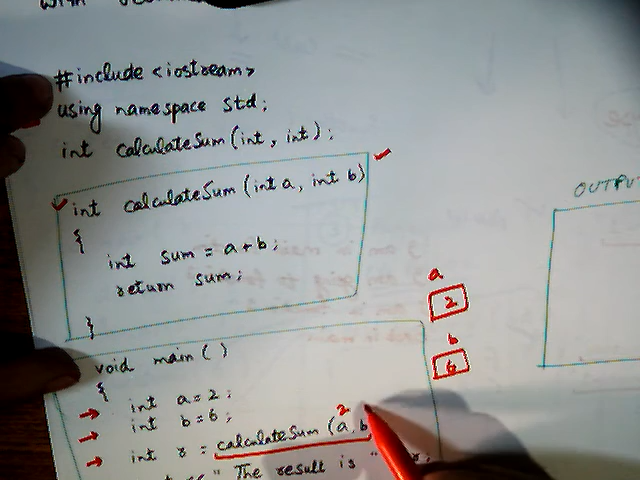 #include <iostream>
using namespace std;
int calculateSum(int, int);
int calculateSum (int a, int b)
{
int sum = a+b;
return sum;
}
void main ()
{
int a=2;
int b=6;
int r = calculateSum (a, b
" The result is "
a
2
b
6
2
OUTPU